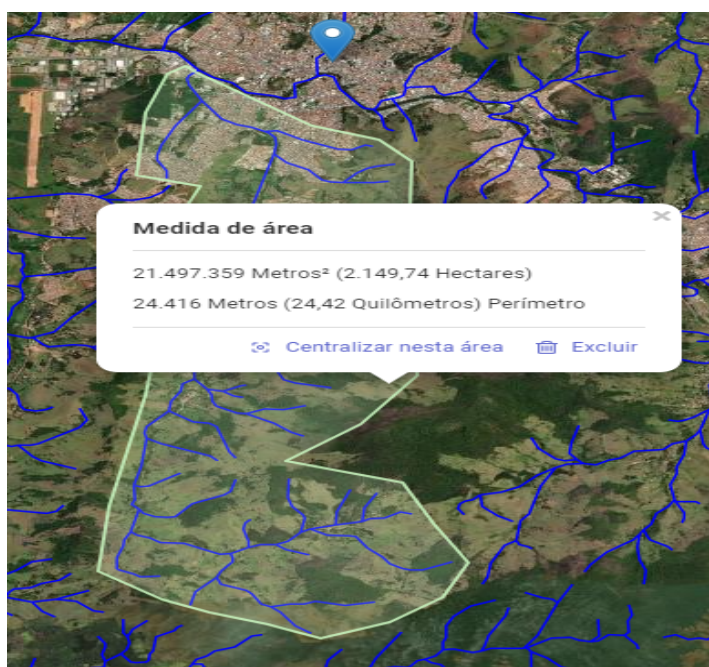 Medida de área
21.497.359 Metros² (2.149,74 Hectares)
24.416 Metros (24,42 Quilômetros) Perímetro
Centralizar nesta área Excluir